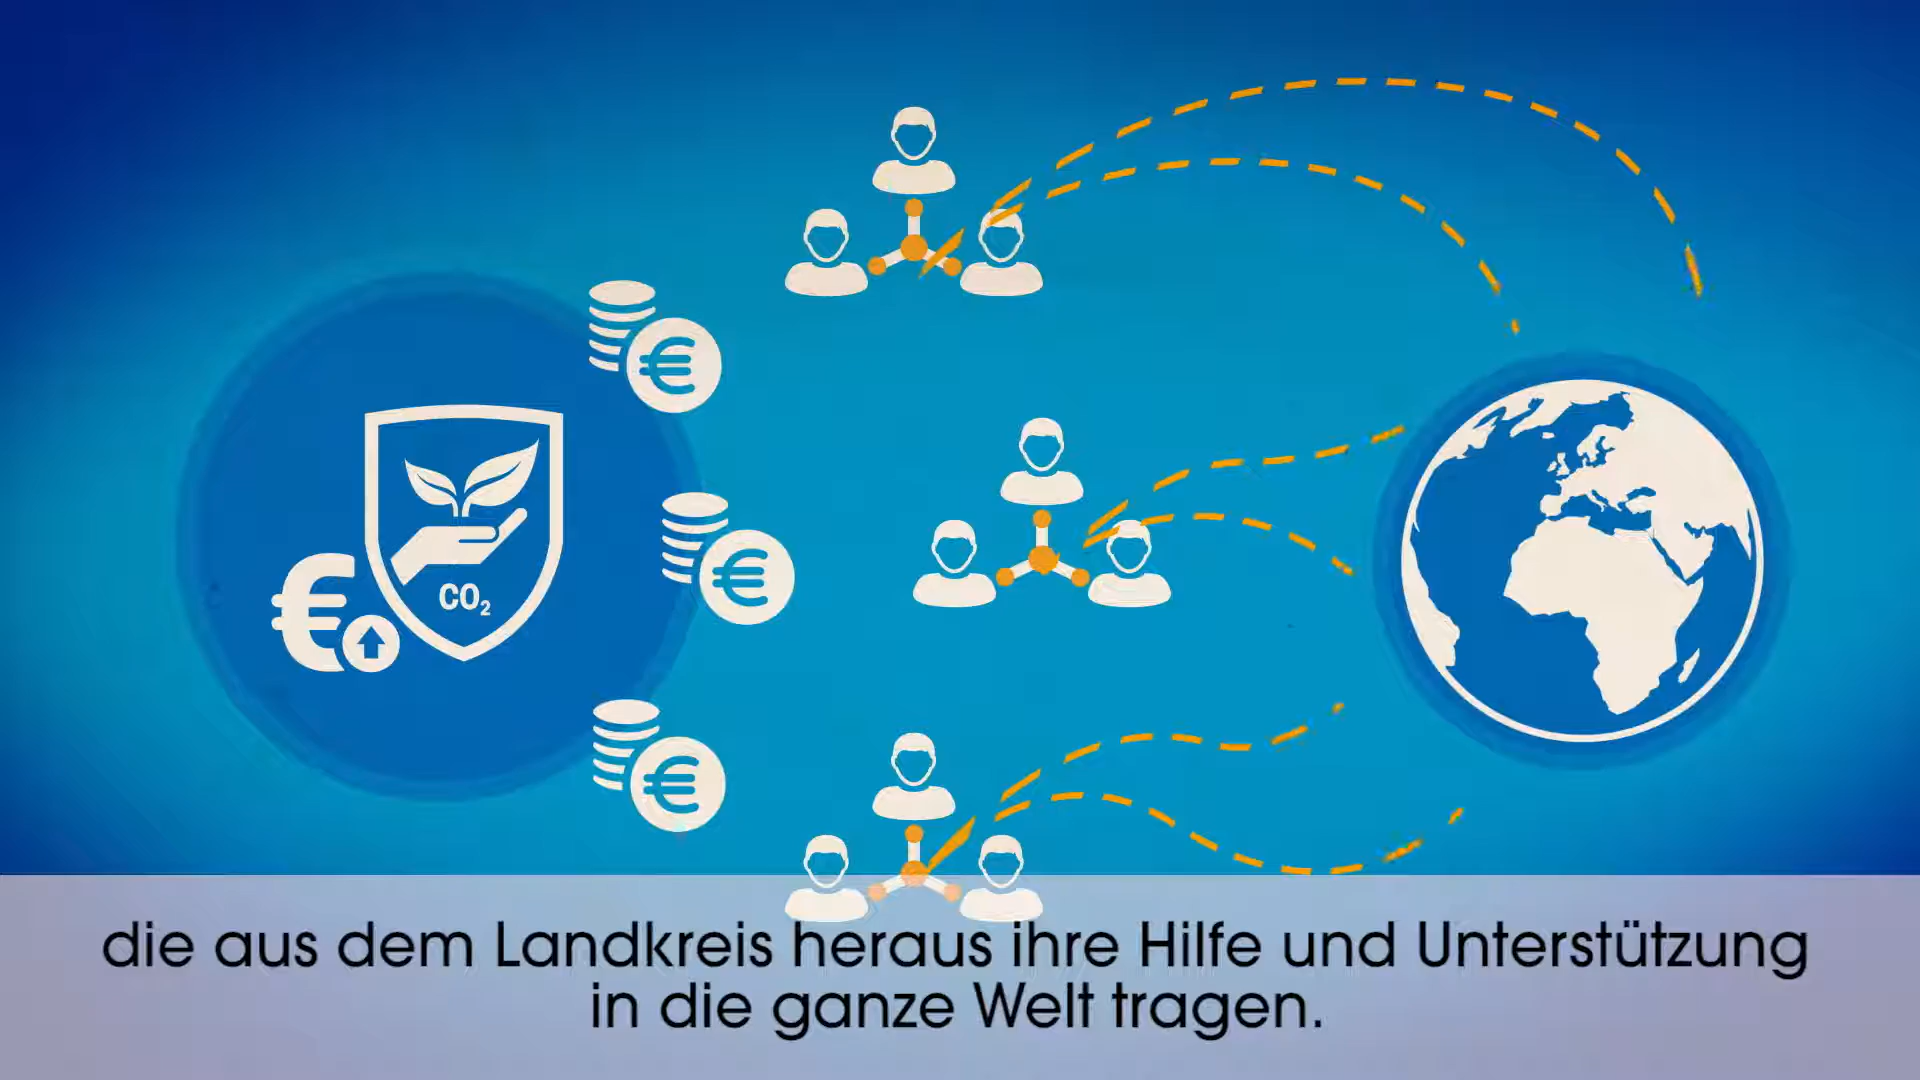 €
€
€
CO₂
€
die aus dem Landkreis heraus ihre Hilfe und Unterstützung
in die ganze Welt tragen.